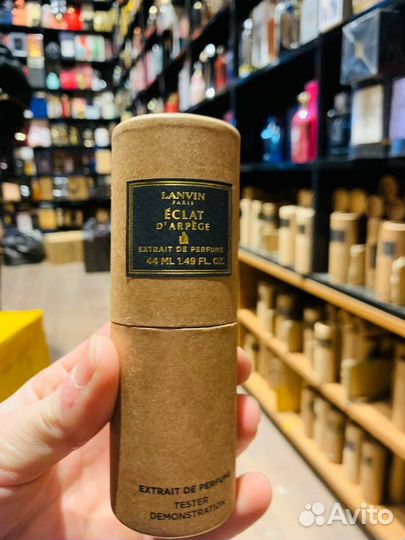 LANVIN
PARIS
ÉCLAT
D'ARPÈGE
EXTRAIT DE PERFUME
44 ML 1.49 FL. OZ.
EXTRAIT DE PERFUME
TESTER
DEMONSTRATION
Avito